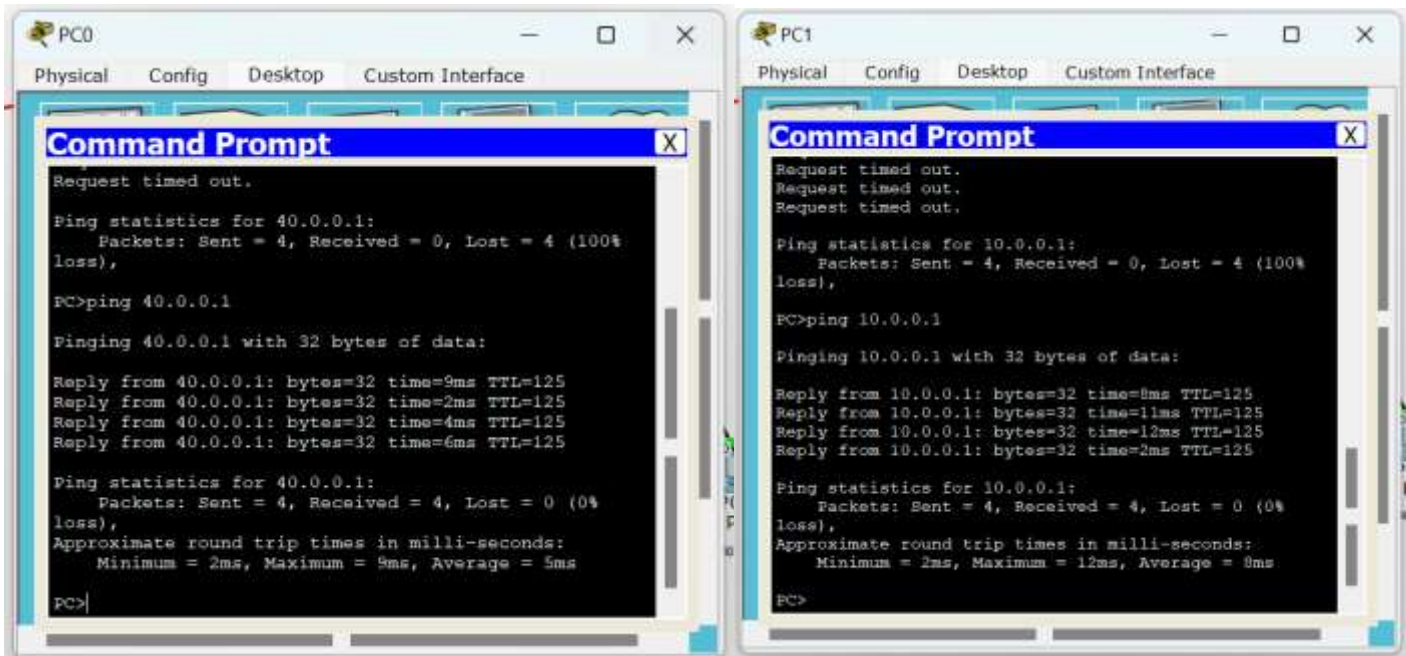 PC0
Physical Config Desktop Custom Interface
Command Prompt X
Request timed out.
Ping statistics for 40.0.0.1:
Packets: Sent = 4, Received = 0, Lost = 4 (100%
loss),
PC>ping 40.0.0.1
Pinging 40.0.0.1 with 32 bytes of data:
Reply from 40.0.0.1: bytes=32 time=9ms TTL=125
Reply from 40.0.0.1: bytes=32 time=2ms TTL=125
Reply from 40.0.0.1: bytes=32 time=4ms TTL=125
Reply from 40.0.0.1: bytes=32 time=6ms TTL=125
Ping statistics for 40.0.0.1:
Packets: Sent = 4, Received = 4, Lost = 0 (0%
loss),
Approximate round trip times in milli-seconds:
Minimum = 2ms, Maximum = 9ms, Average = 5ms
PC>
PC1
Physical Config Desktop Custom Interface
Command Prompt X
Request timed out.
Request timed out.
Request timed out.
Ping statistics for 10.0.0.1:
Packets: Sent = 4, Received = 0, Lost = 4 (100%
loss),
PC>ping 10.0.0.1
Pinging 10.0.0.1 with 32 bytes of data:
Reply from 10.0.0.1: bytes=32 time=8ms TTL=125
Reply from 10.0.0.1: bytes=32 time=11ms TTL=125
Reply from 10.0.0.1: bytes=32 time=12ms TTL=125
Reply from 10.0.0.1: bytes=32 time=2ms TTL=125
Ping statistics for 10.0.0.1:
Packets: Sent = 4, Received = 4, Lost = 0 (0%
loss),
Approximate round trip times in milli-seconds:
Minimum = 2ms, Maximum = 12ms, Average = 8ms
PC>